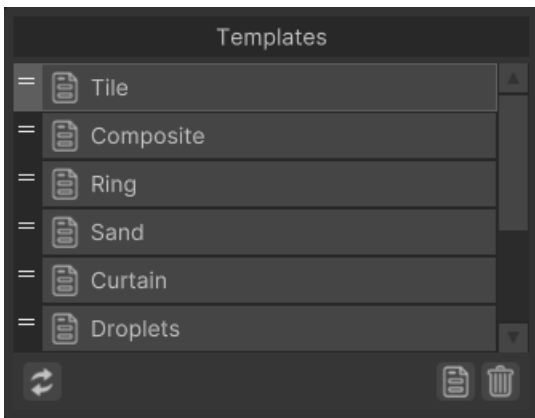 Templates
Tile
Composite
Ring
Sand
Curtain
Droplets